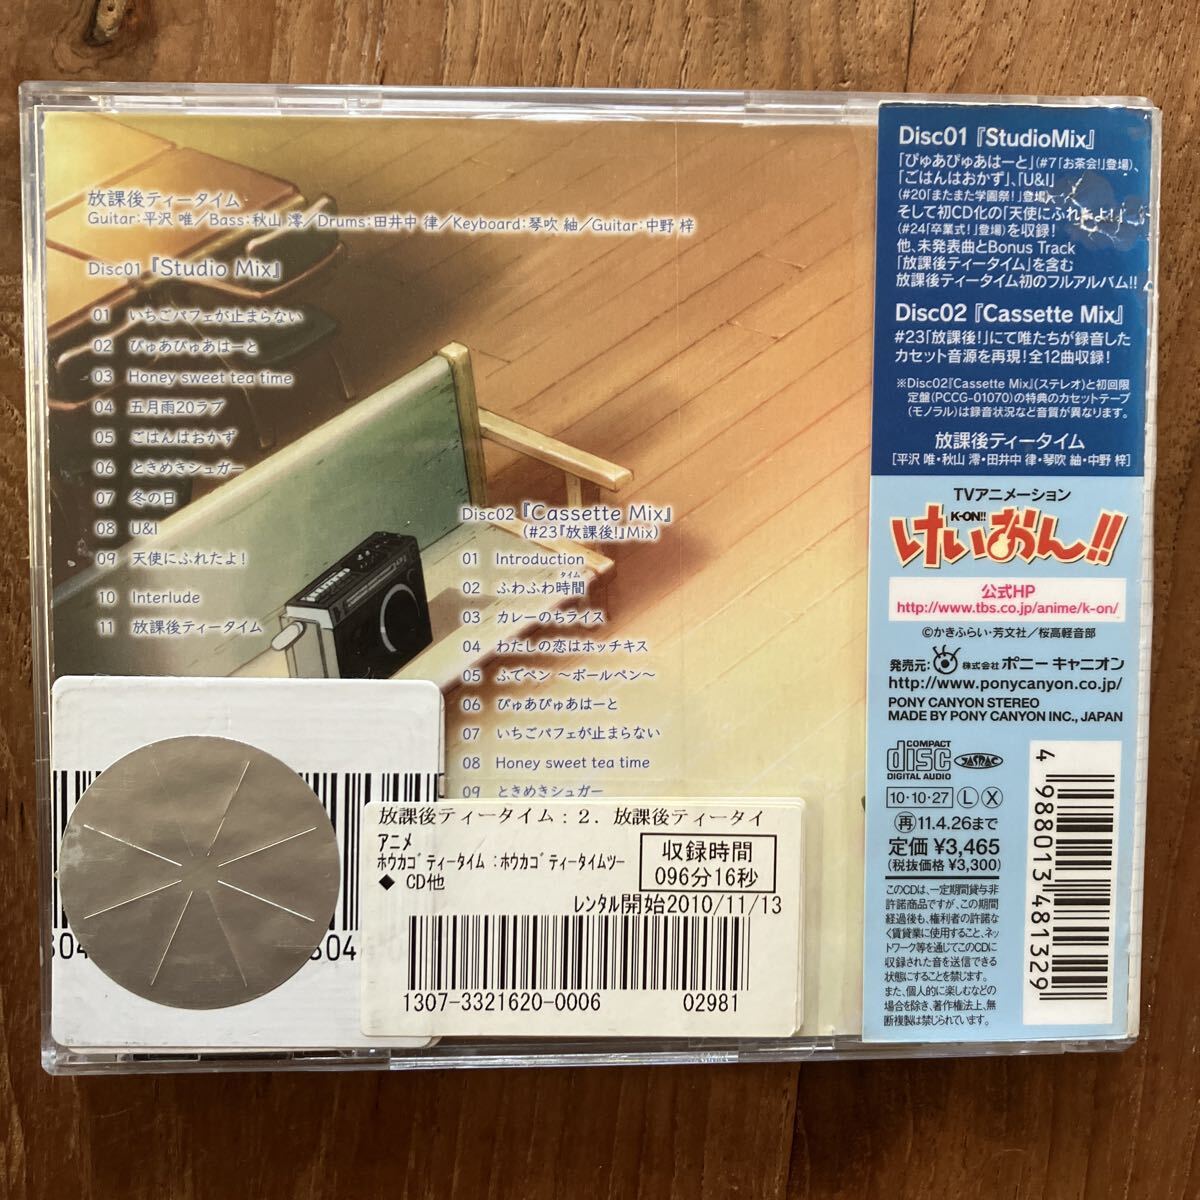 放課後ティータイム
Guitar:平沢 唯／Bass:秋山 澪／Drums:田井中 律／Keyboard:琴吹 紬／Guitar:中野 梓
Disc01『Studio Mix』
01 いちごパフェが止まらない
02 ぴゅあぴゅあはーと
03 Honey sweet tea time
04 五月雨20ラブ
05 ごはんはおかず
06 ときめきシュガー
07 冬の日
08 U&I
09 天使にふれたよ!
10 Interlude
11 放課後ティータイム
Disc02『Cassette Mix』
(#23『放課後!』Mix)
01 Introduction
タイム
02 ふわふわ時間
03 カレーのちライス
04 わたしの恋はホッチキス
05 ふでペン ～ボールペン～
06 ぴゅあぴゅあはーと
07 いちごパフェが止まらない
08 Honey sweet tea time
09 ときめきシュガー
放課後ティータイム：２．放課後ティータイ
アニメ
ﾎｳｶｺﾞﾃｨｰﾀｲﾑ :ﾎｳｶｺﾞﾃｨｰﾀｲﾑﾂｰ
◆ CD他
収録時間
096分16秒
ﾚﾝﾀﾙ開始2010/11/13
1307-3321620-0006
02981
Disc01『StudioMix』
「ぴゅあぴゅあはーと」(#7「お茶会!」登場)、
「ごはんはおかず」、「U&I」
(#20「またまた学園祭!」登場)
そして初CD化の「天使にふれたよ!」
(#24「卒業式!」登場)を収録!
他、未発表曲とBonus Track
「放課後ティータイム」を含む
放課後ティータイム初のフルアルバム!!
Disc02『Cassette Mix』
#23「放課後!」にて唯たちが録音した
カセット音源を再現!全12曲収録!
※Disc02『Cassette Mix』(ステレオ)と初回限
定盤(PCCG-01070)の特典のカセットテープ
(モノラル)は録音状況など音質が異なります。
放課後ティータイム
[平沢 唯・秋山 澪・田井中 律・琴吹 紬・中野 梓]
TVアニメーション
K-ON!!
けいおん!!
公式HP
http://www.tbs.co.jp/anime/k-on/
©かきふらい・芳文社／桜高軽音部
発売元: 株式会社 ポニーキャニオン
http://www.ponycanyon.co.jp/
PONY CANYON STEREO
MADE BY PONY CANYON INC., JAPAN
COMPACT
disc
DIGITAL AUDIO
JASRAC
10・10・27 Ⓛ Ⓧ
再 11.4.26まで
定価 ¥3,465
(税抜価格 ¥3,300)
このCDは、一定期間貸与非
許諾商品ですが、この期間
経過後も、権利者の許諾な
く賃貸業に使用すること、ネッ
トワーク等を通じてこのCDに
収録された音を送信できる
状態にすることを禁じます。
また、個人的に楽しむなどの
場合を除き、著作権法上、無
断複製は禁じられています。
4 988013 481329